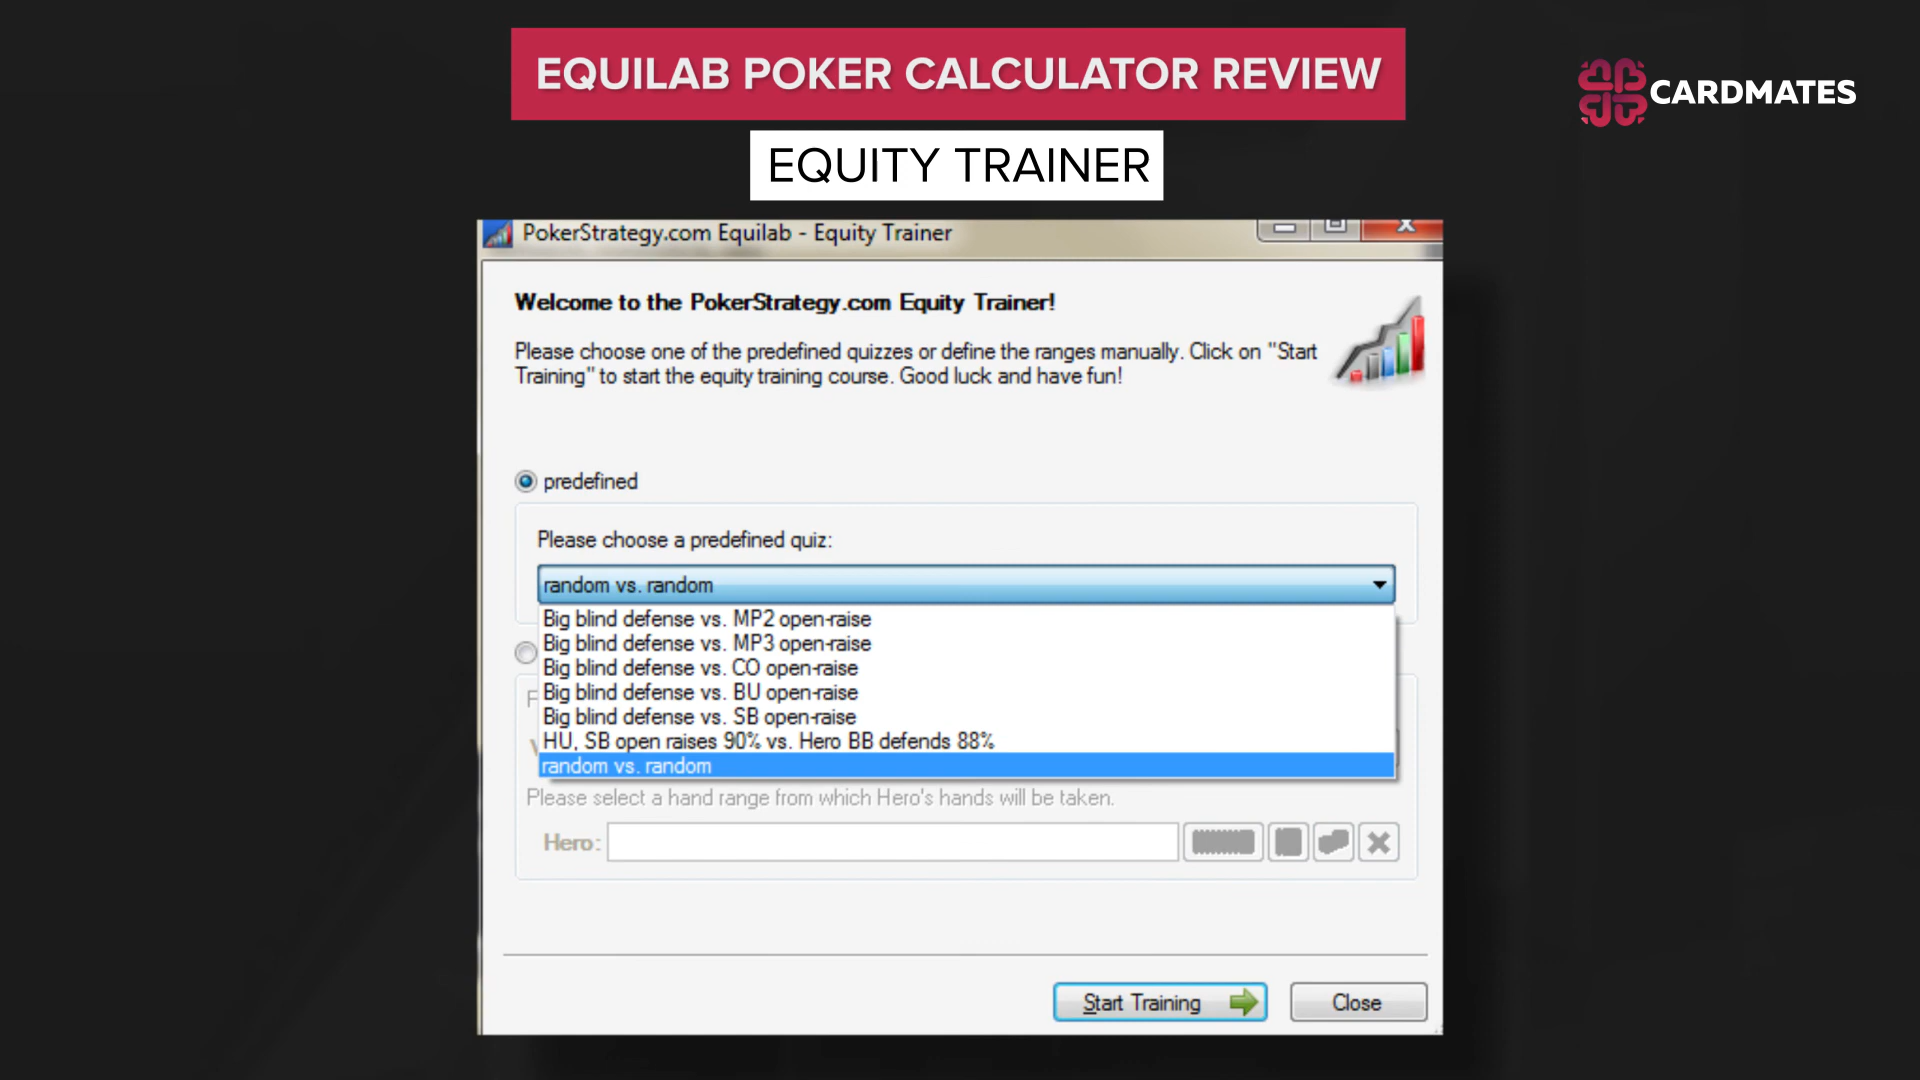 EQUILAB POKER CALCULATOR REVIEW
CARDMATES
EQUITY TRAINER
PokerStrategy.com Equilab - Equity Trainer
Welcome to the PokerStrategy.com Equity Trainer!
Please choose one of the predefined quizzes or define the ranges manually. Click on "Start
Training" to start the equity training course. Good luck and have fun!
predefined
Please choose a predefined quiz:
random vs. random
Big blind defense vs. MP2 open-raise
Big blind defense vs. MP3 open-raise
Big blind defense vs. CO open-raise
Big blind defense vs. BU open-raise
Big blind defense vs. SB open-raise
HU, SB open raises 90% vs. Hero BB defends 88%
random vs. random
Please select a hand range from which Hero's hands will be taken.
Hero:
Start Training
Close